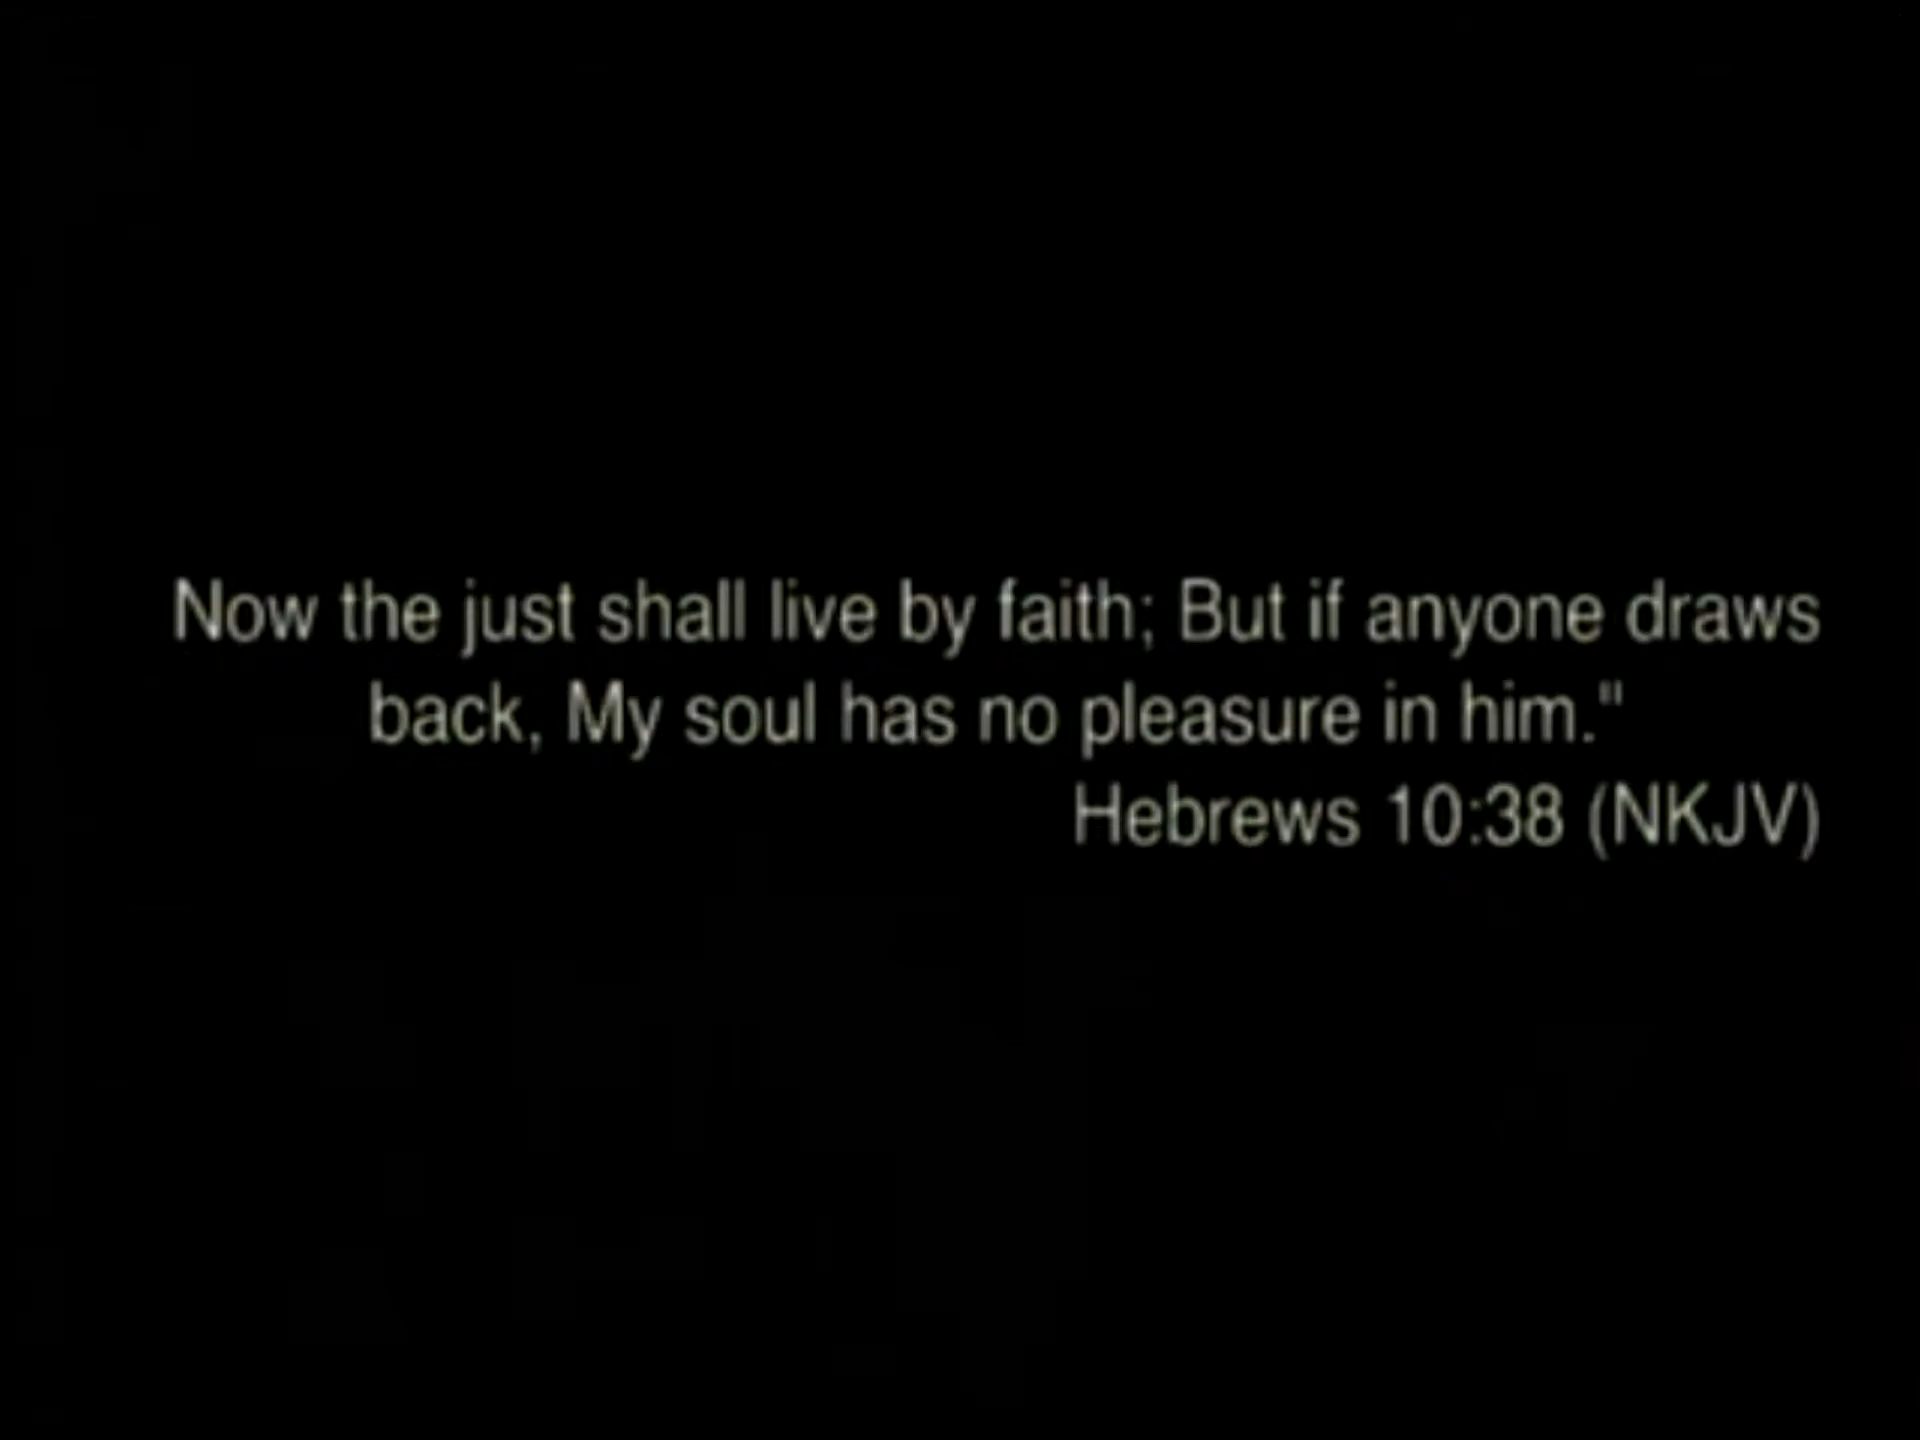 Now the just shall live by faith; But if anyone draws
back, My soul has no pleasure in him."
Hebrews 10:38 (NKJV)